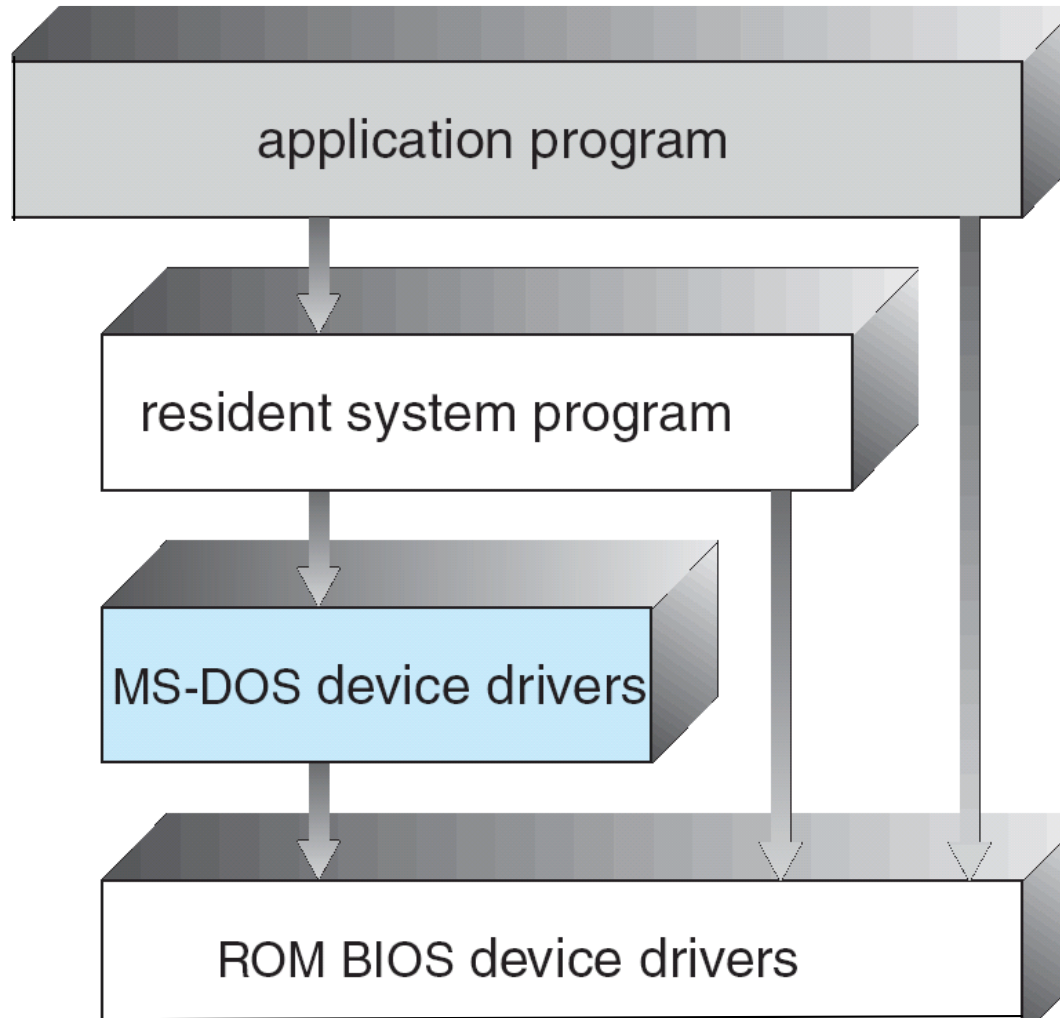 application program
resident system program
MS-DOS device drivers
ROM BIOS device drivers